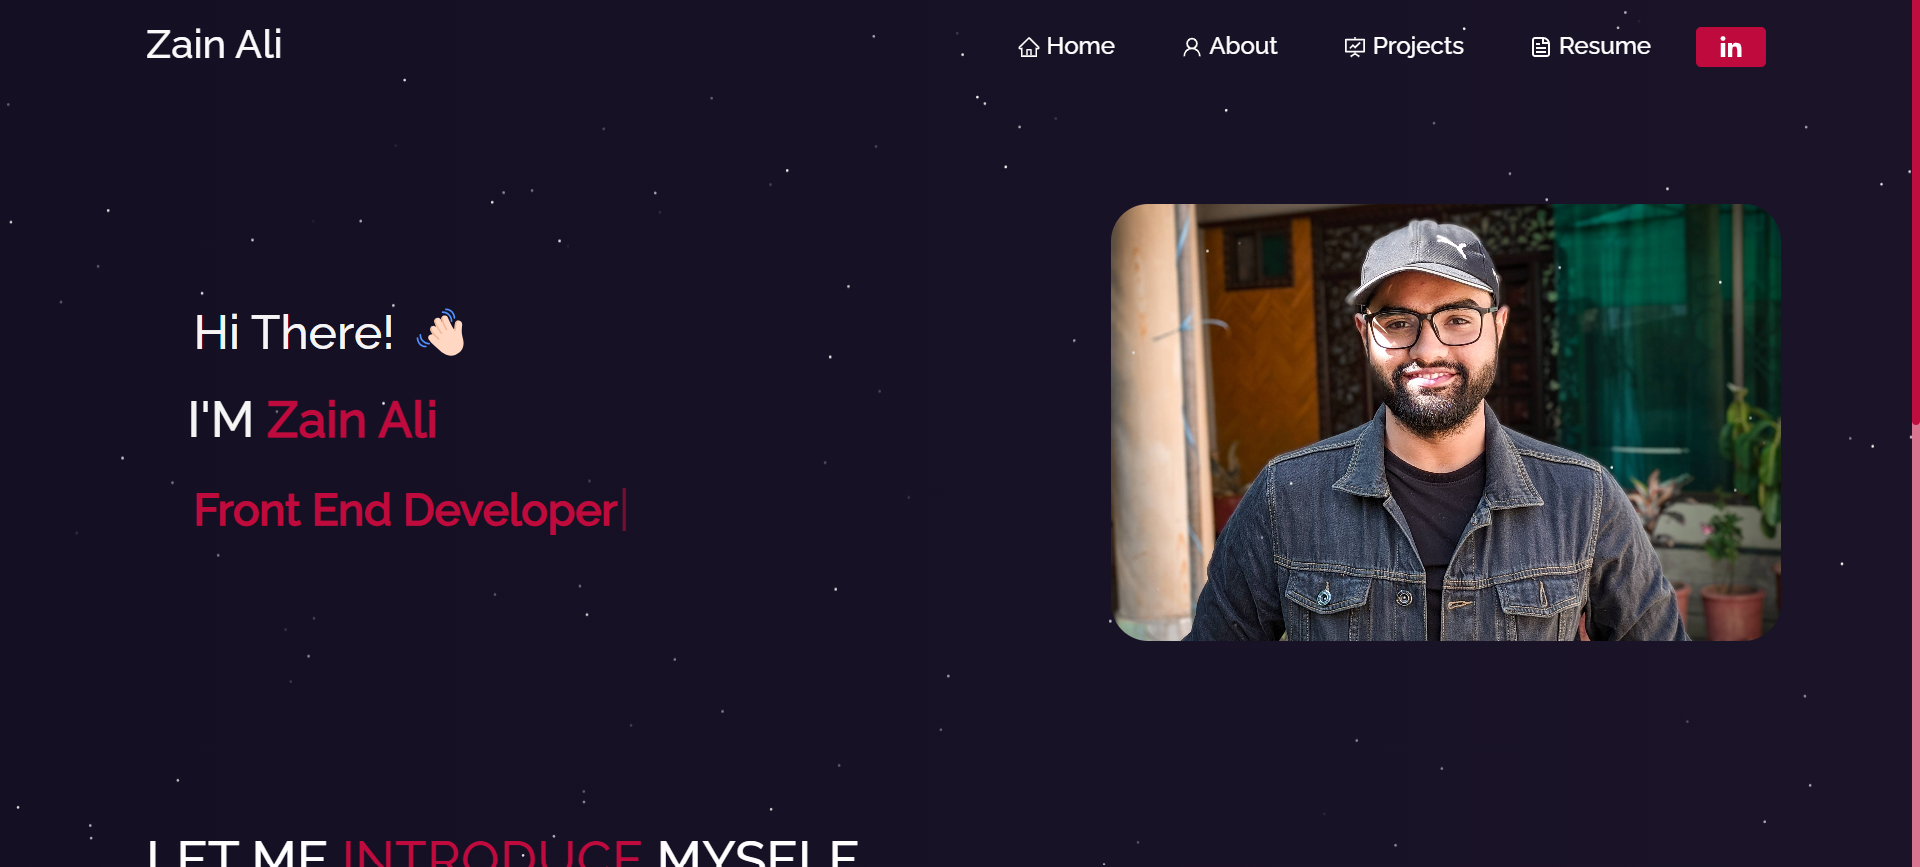 Zain Ali
Home
About
Projects
Resume
in
Hi There!
I'M Zain Ali
Front End Developer
LET ME INTRODUCE MYSELF